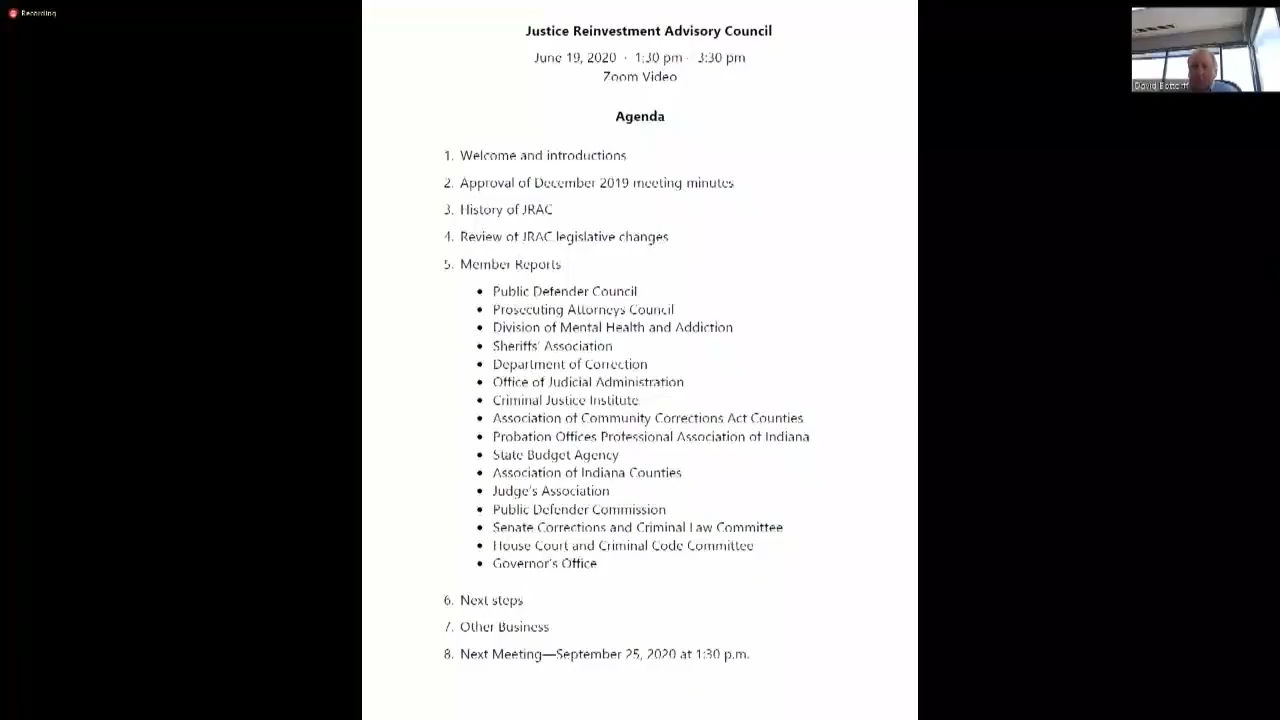 Recording
Justice Reinvestment Advisory Council
June 19, 2020 · 1:30 pm - 3:30 pm
Zoom Video
Agenda
1. Welcome and introductions
2. Approval of December 2019 meeting minutes
3. History of JRAC
4. Review of JRAC legislative changes
5. Member Reports
• Public Defender Council
• Prosecuting Attorneys Council
• Division of Mental Health and Addiction
• Sheriffs' Association
• Department of Correction
• Office of Judicial Administration
• Criminal Justice Institute
• Association of Community Corrections Act Counties
• Probation Offices Professional Association of Indiana
• State Budget Agency
• Association of Indiana Counties
• Judge's Association
• Public Defender Commission
• Senate Corrections and Criminal Law Committee
• House Court and Criminal Code Committee
• Governor's Office
6. Next steps
7. Other Business
8. Next Meeting—September 25, 2020 at 1:30 p.m.
David